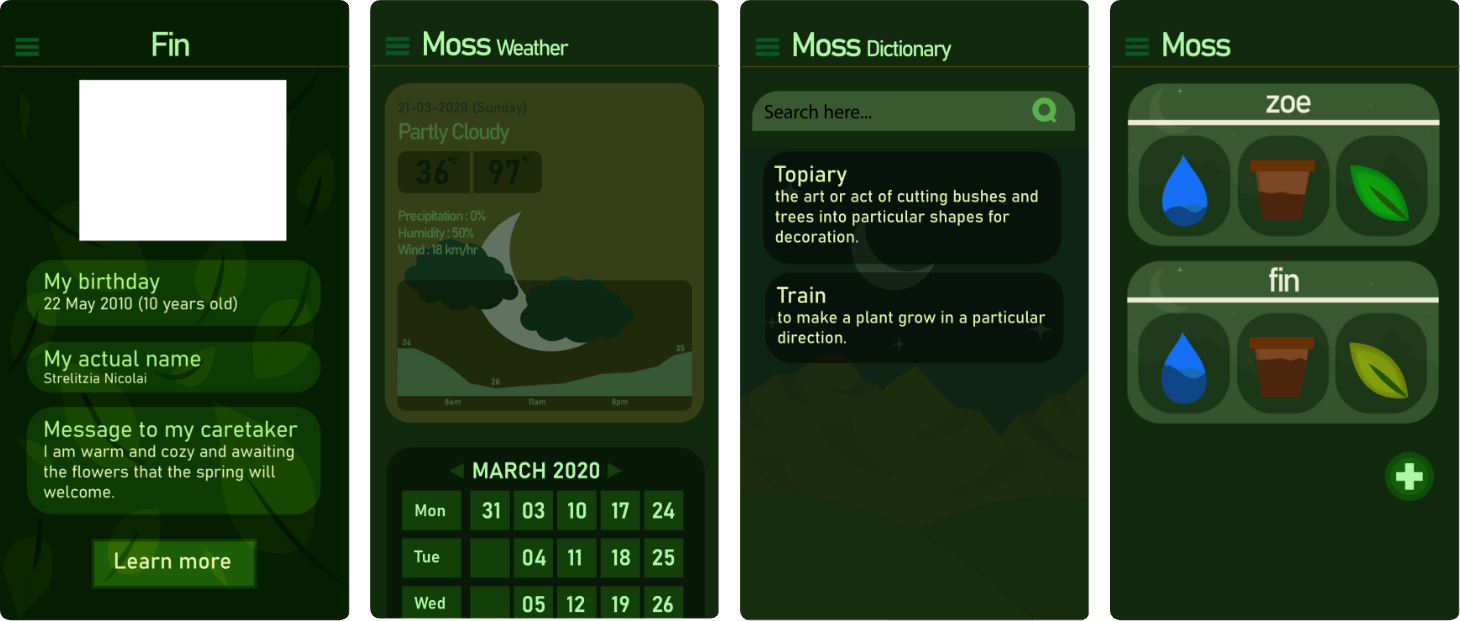 Fin
My birthday
22 May 2010 (10 years old)
My actual name
Strelitzia Nicolai
Message to my caretaker
I am warm and cozy and awaiting
the flowers that the spring will
welcome.
Learn more
Moss Weather
21-03-2020 (Sunday)
Partly Cloudy
36°C 97°F
Precipitation : 0%
Humidity : 50%
Wind : 18 km/hr
36 28 35
8am 11am 8pm
MARCH 2020
Mon 31 03 10 17 24
Tue 04 11 18 25
Wed 05 12 19 26
Moss Dictionary
Search here...
Topiary
the art or act of cutting bushes and
trees into particular shapes for
decoration.
Train
to make a plant grow in a particular
direction.
Moss
zoe
fin